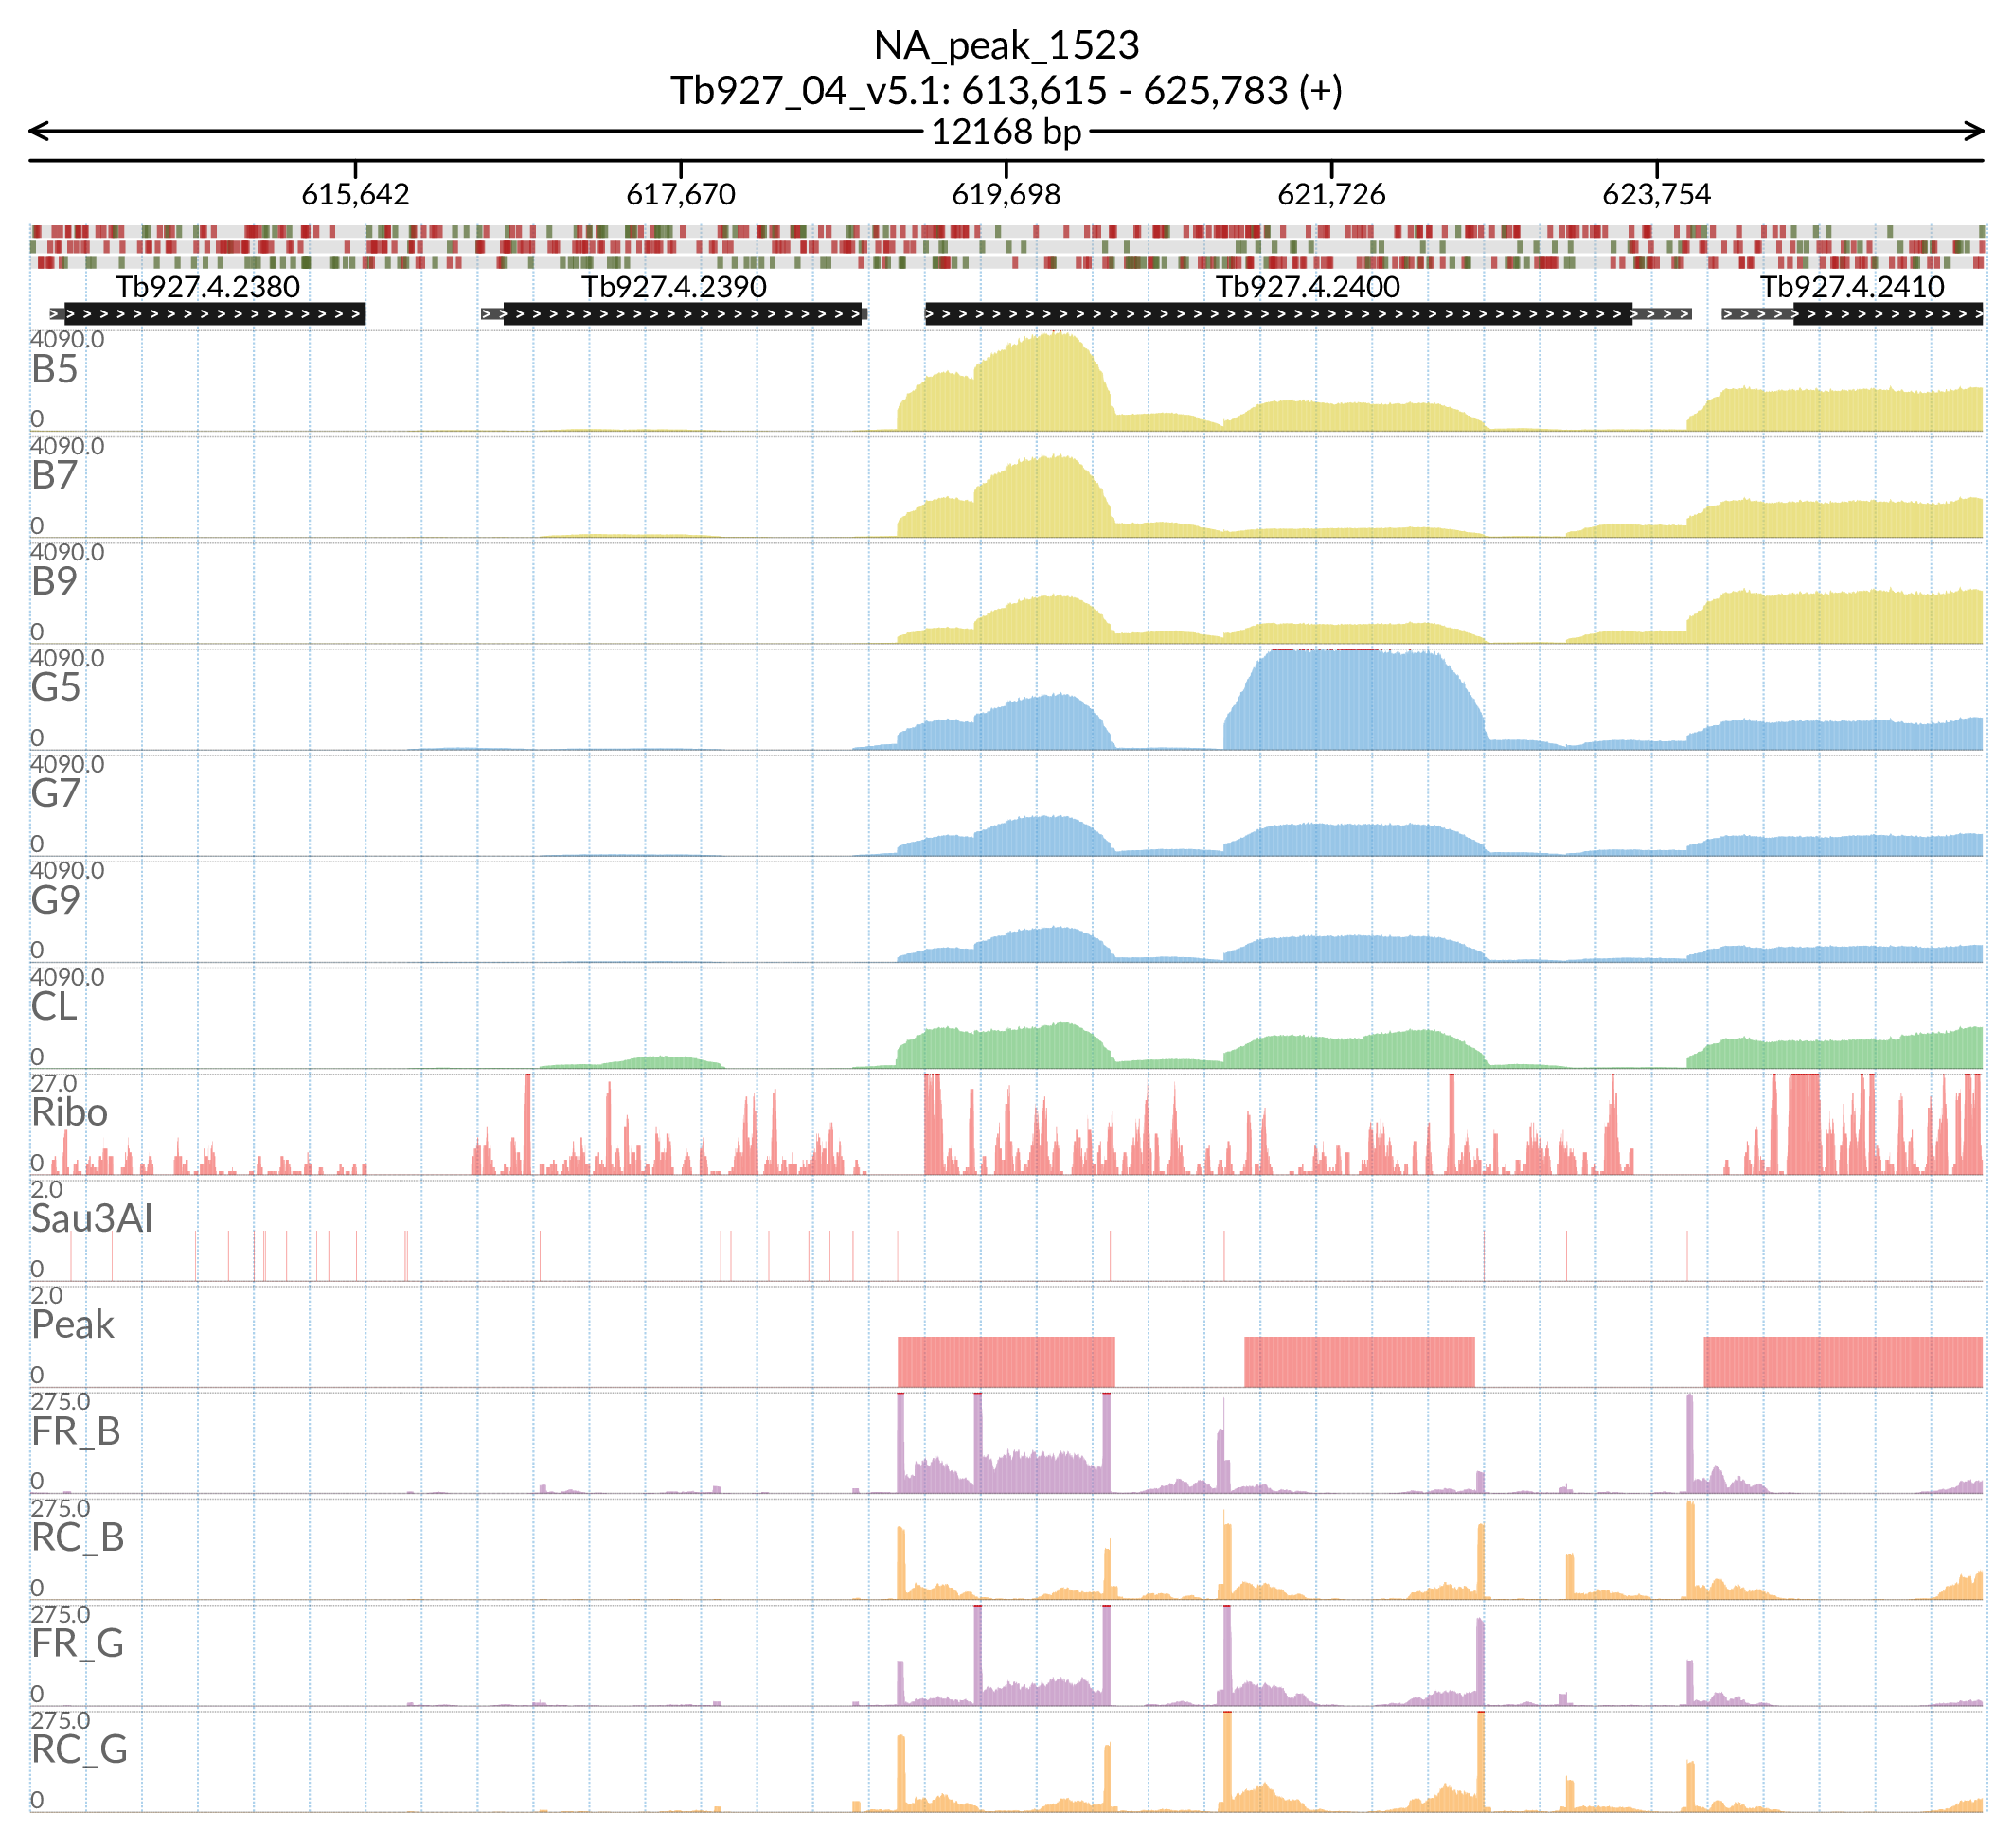 NA_peak_1523
Tb927_04_v5.1: 613,615 - 625,783 (+)
12168 bp
615,642 617,670 619,698 621,726 623,754
Tb927.4.2380 Tb927.4.2390 Tb927.4.2400 Tb927.4.2410
4090.0
B5
0
4090.0
B7
0
4090.0
B9
0
4090.0
G5
0
4090.0
G7
0
4090.0
G9
0
4090.0
CL
0
27.0
Ribo
0
2.0
Sau3AI
0
2.0
Peak
0
275.0
FR_B
0
275.0
RC_B
0
275.0
FR_G
0
275.0
RC_G
0